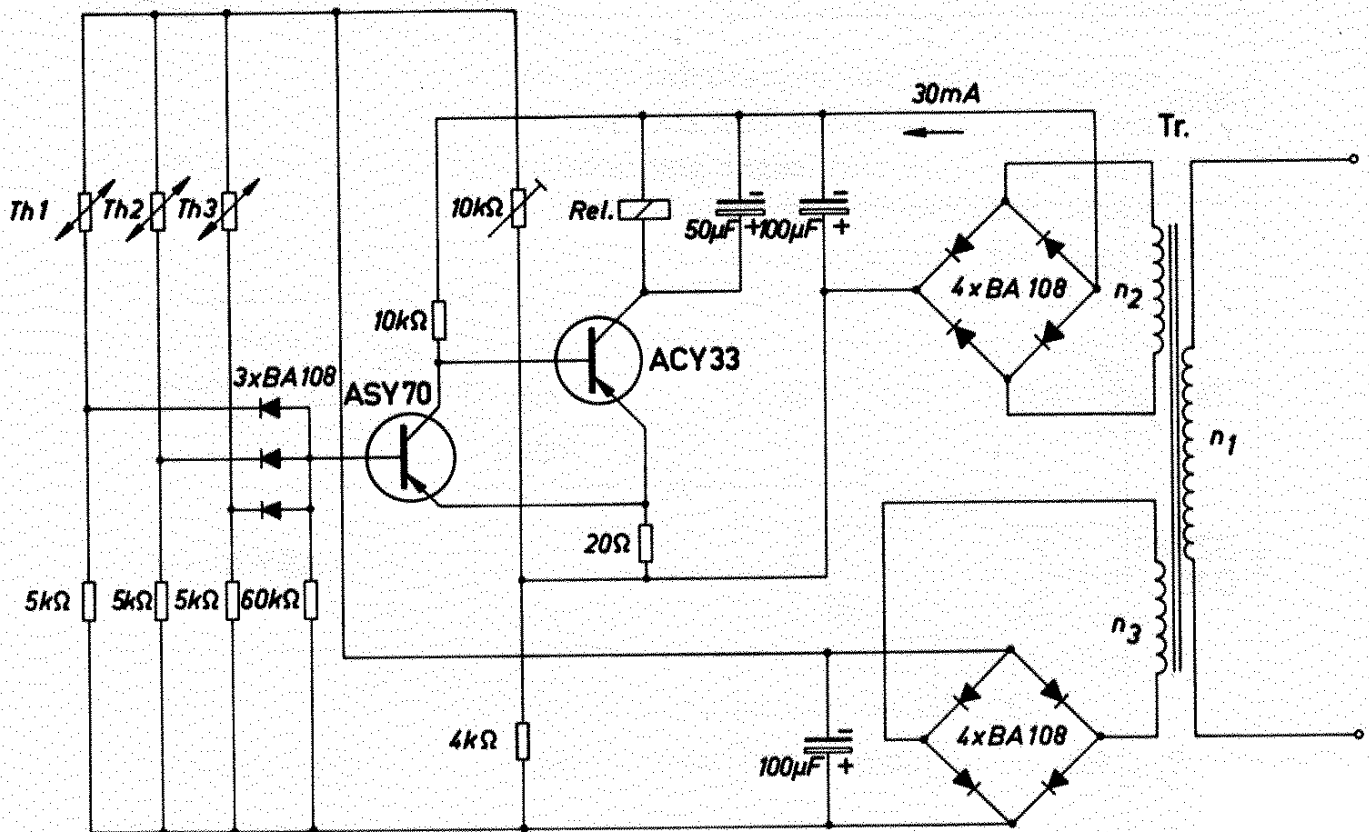 30mA
Tr.
Th1
Th2
Th3
10kΩ
Rel.
50µF
+
−
100µF
+
−
4xBA108
n2
10kΩ
ACY33
3xBA108
ASY70
n1
20Ω
5kΩ
5kΩ
5kΩ
60kΩ
n3
4kΩ
100µF
−
+
4xBA108